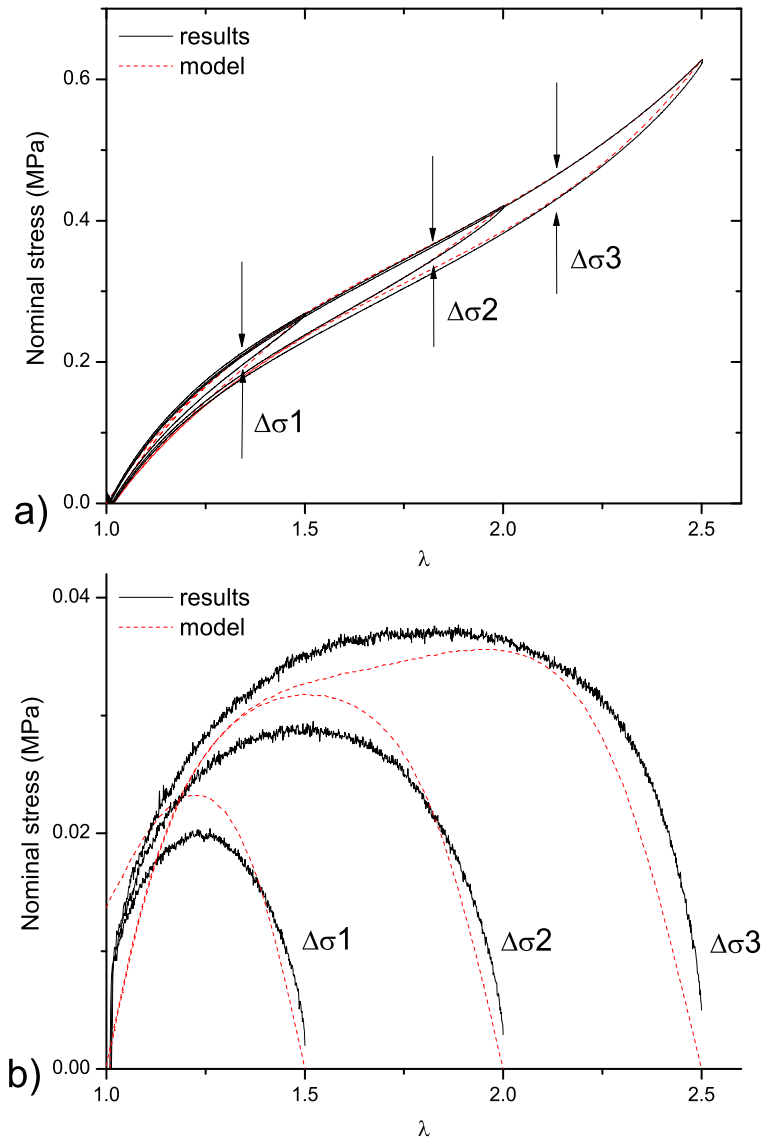 results
model
Nominal stress (MPa)
0.6
0.4
0.2
0.0
Δσ3
Δσ2
Δσ1
a)
1.0 1.5 2.0 2.5
λ
results
model
Nominal stress (MPa)
0.04
0.02
0.00
Δσ1 Δσ2 Δσ3
b)
1.0 1.5 2.0 2.5
λ